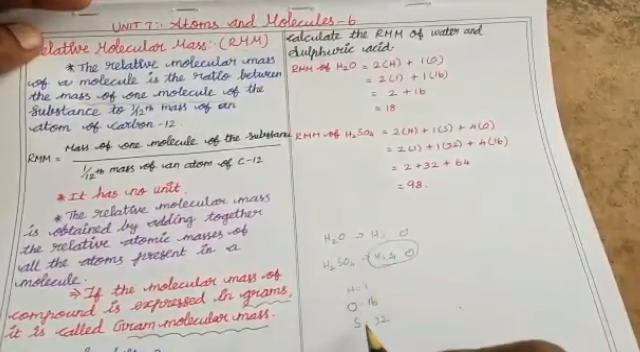 UNIT 7:- Atoms and Molecules-6
Relative Molecular Mass:-(RMM)
* The relative molecular mass
of a molecule is the ratio between
the mass of one molecule of the
substance to 1/12th mass of an
atom of carbon-12.
RMM = Mass of one molecule of the substance
1/12th mass of an atom of C-12
* It has no unit.
* The relative molecular mass
is obtained by adding together
the relative atomic masses of
all the atoms present in a
molecule.
⇒ If the molecular mass of
compound is expressed in grams,
it is called Gram molecular mass.
calculate the RMM of water and
sulphuric acid.
RMM of H₂O = 2(H) + 1(O)
= 2(1) + 1(16)
= 2 + 16
= 18
RMM of H₂SO₄ = 2(H) + 1(S) + 4(O)
= 2(1) + 1(32) + 4(16)
= 2 + 32 + 64
= 98.
H₂O → H, O
H₂SO₄ →
H = 1
O = 16
S = 32